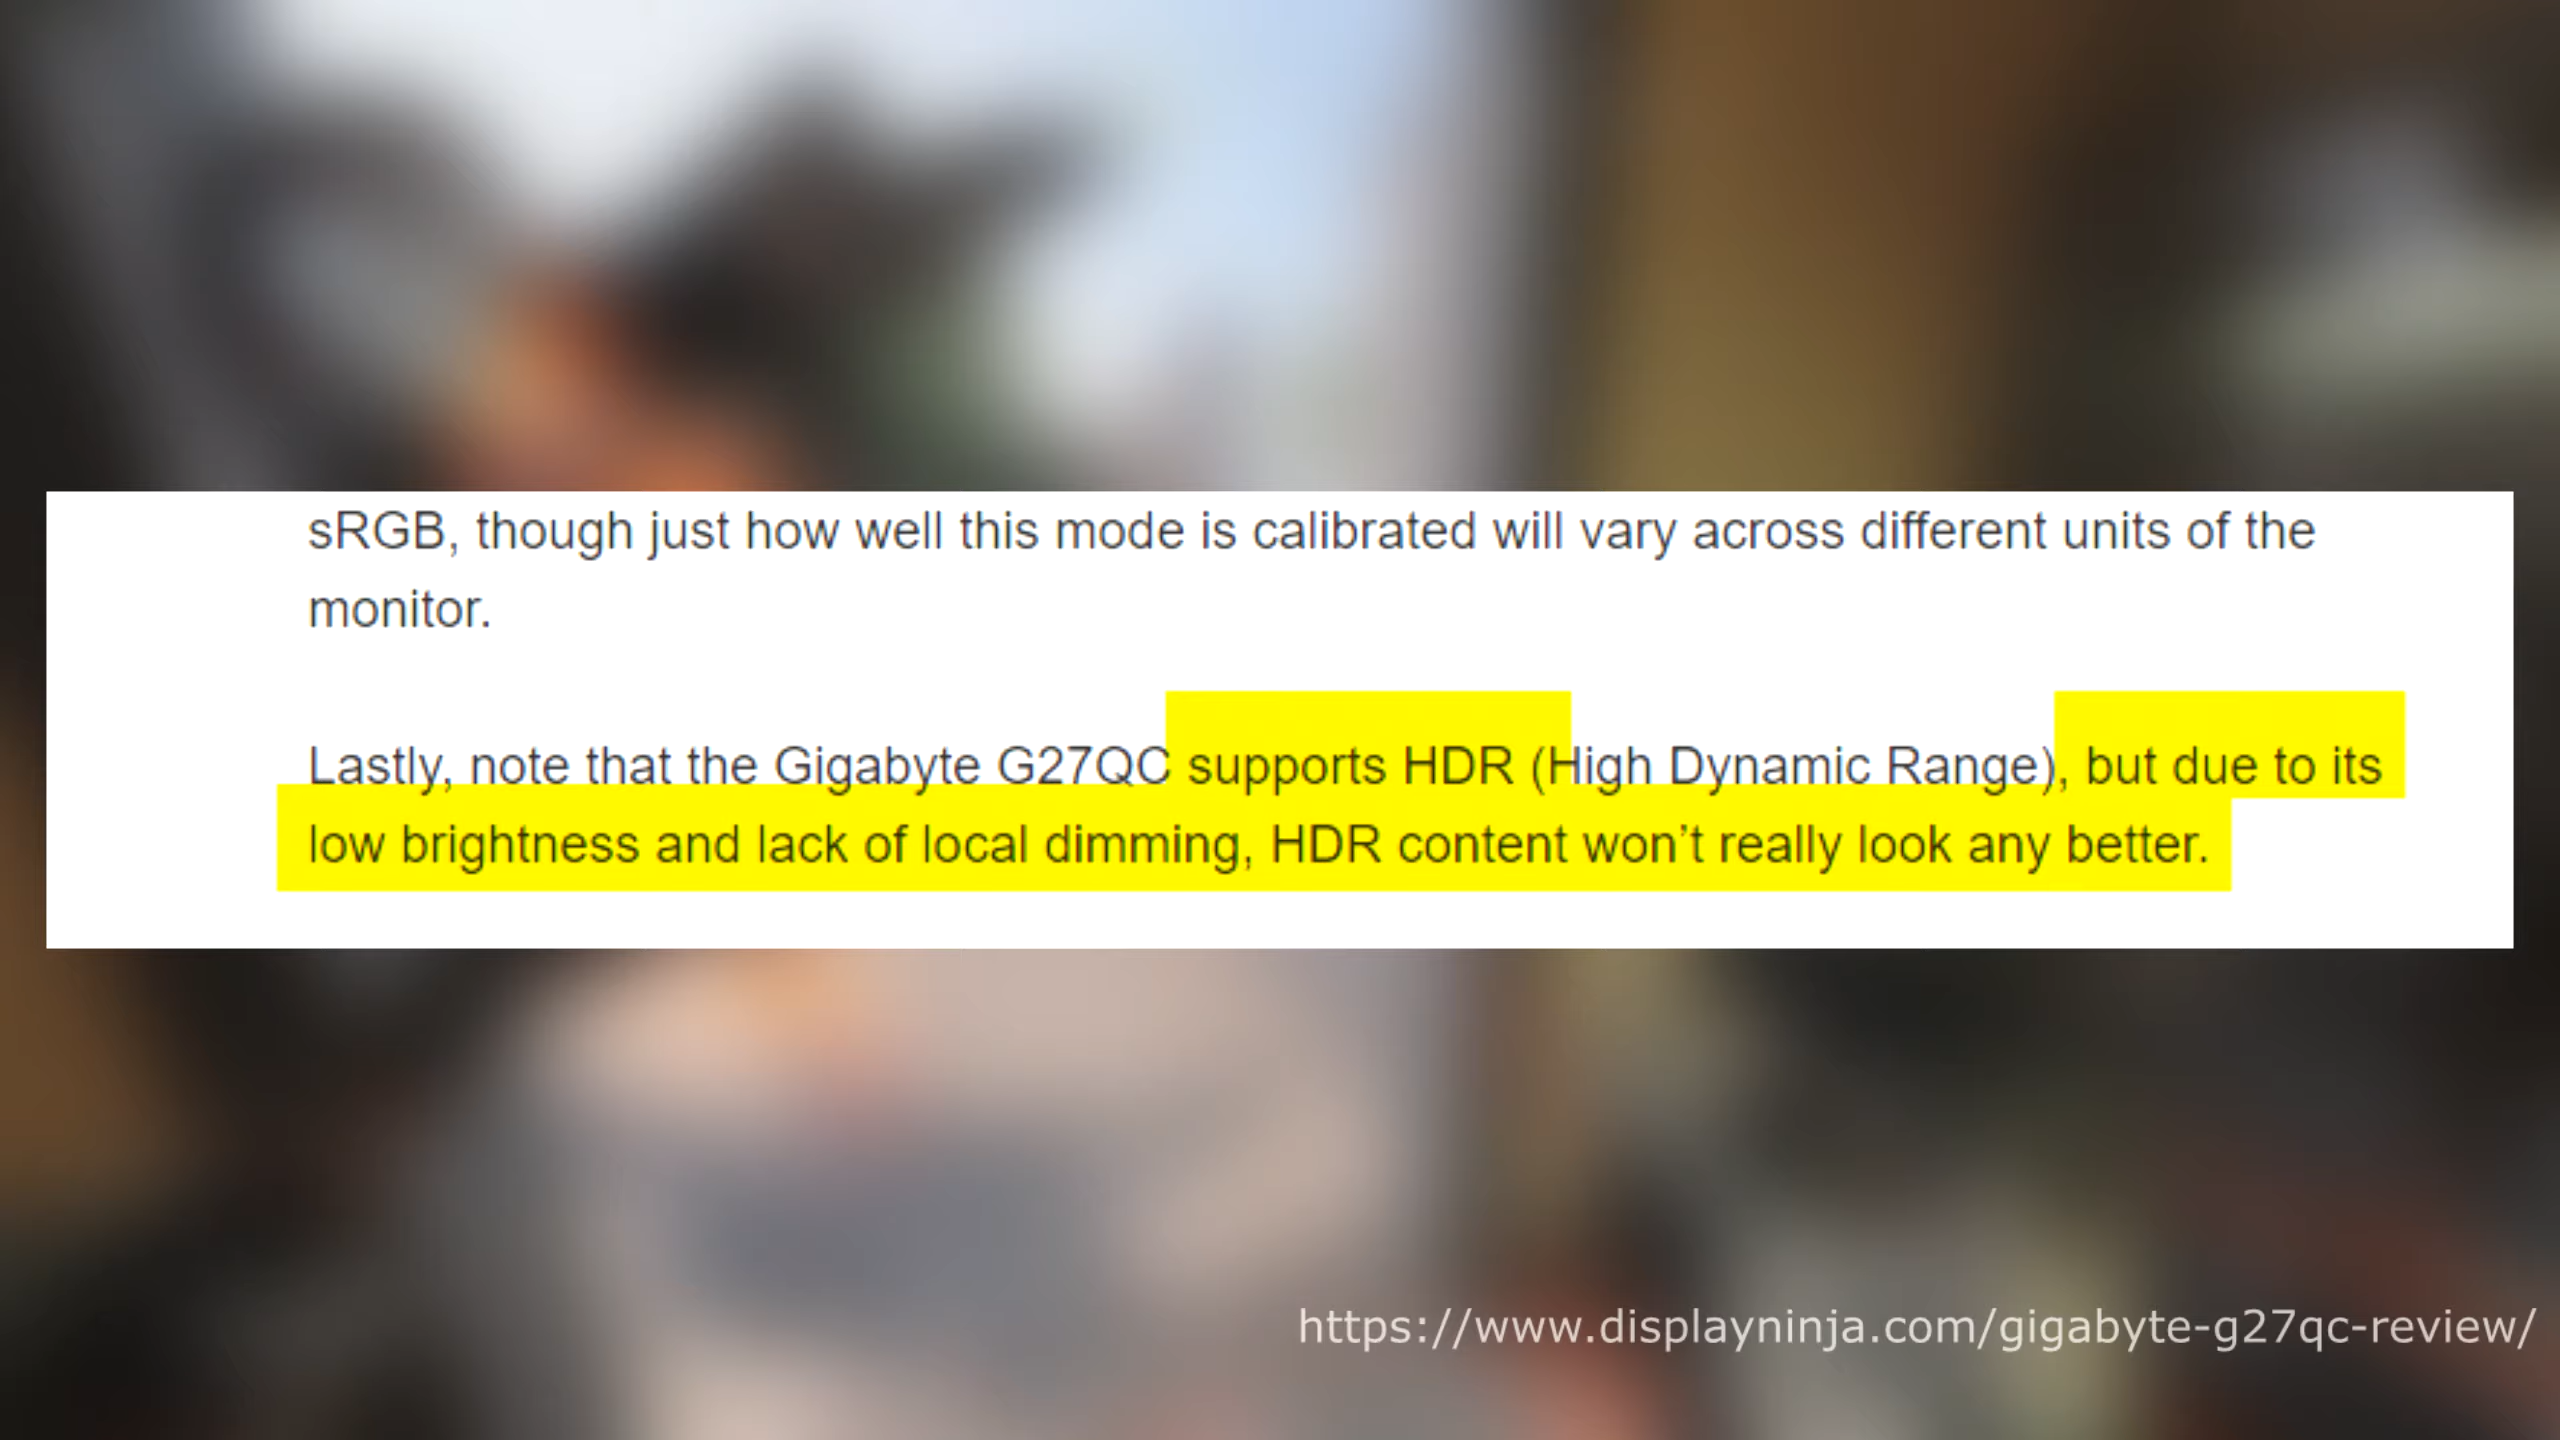 sRGB, though just how well this mode is calibrated will vary across different units of the
monitor.
Lastly, note that the Gigabyte G27QC supports HDR (High Dynamic Range), but due to its
low brightness and lack of local dimming, HDR content won’t really look any better.
https://www.displayninja.com/gigabyte-g27qc-review/